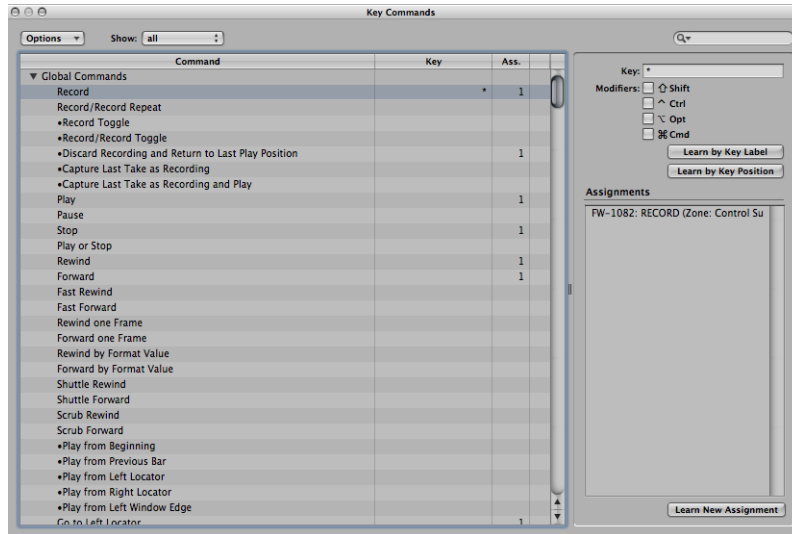 Key Commands
Options Show: all
Command Key Ass.
Global Commands
Record * 1
Record/Record Repeat
•Record Toggle
•Record/Record Toggle
•Discard Recording and Return to Last Play Position 1
•Capture Last Take as Recording
•Capture Last Take as Recording and Play
Play 1
Pause
Stop 1
Play or Stop
Rewind 1
Forward 1
Fast Rewind
Fast Forward
Rewind one Frame
Forward one Frame
Rewind by Format Value
Forward by Format Value
Shuttle Rewind
Shuttle Forward
Scrub Rewind
Scrub Forward
•Play from Beginning
•Play from Previous Bar
•Play from Left Locator
•Play from Right Locator
•Play from Left Window Edge
Go to Left Locator 1
Key: *
Modifiers: ⇧ Shift
^ Ctrl
⌥ Opt
⌘ Cmd
Learn by Key Label
Learn by Key Position
Assignments
FW-1082: RECORD (Zone: Control Su
Learn New Assignment